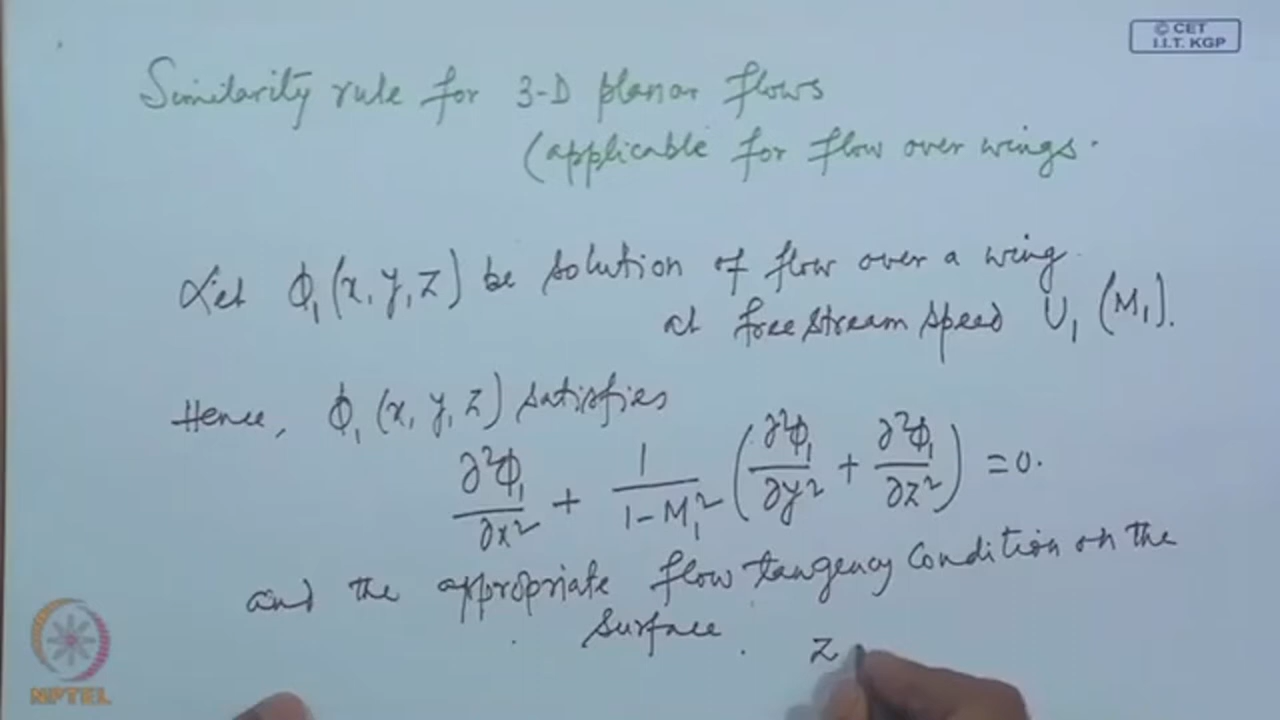 © CET
I.I.T. KGP
Similarity rule for 3-D planar flows
(applicable for flow over wings.
Let ϕ₁(x, y, z) be solution of flow over a wing
at freestream speed U₁ (M₁).
Hence, ϕ₁(x, y, z) satisfies
∂²ϕ₁/∂x² + 1/(1-M₁²) (∂²ϕ₁/∂y² + ∂²ϕ₁/∂z²) = 0.
and the appropriate flow tangency condition on the
surface. z
NPTEL